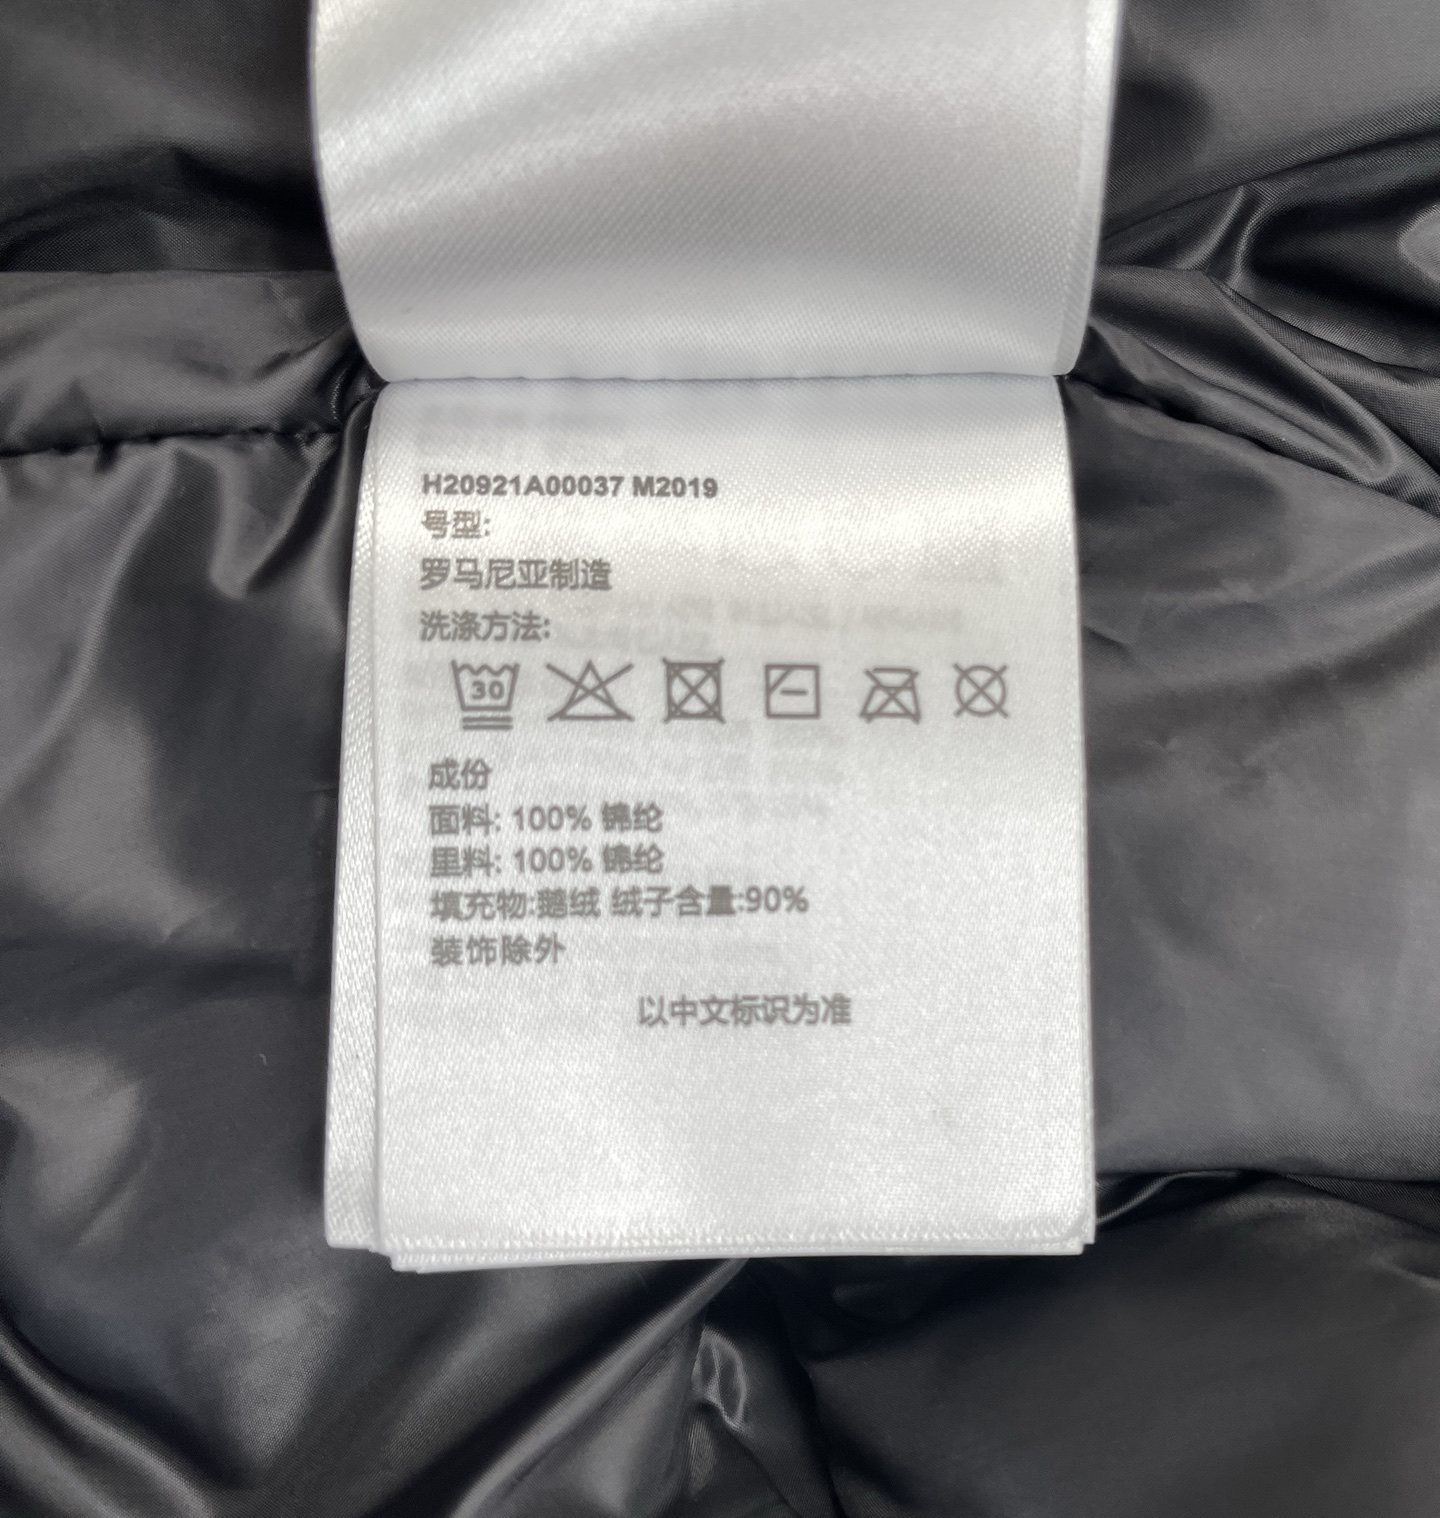 H20921A00037 M2019
号型:
罗马尼亚制造
洗涤方法:
30
成份
面料: 100% 锦纶
里料: 100% 锦纶
填充物:鹅绒 绒子含量:90%
装饰除外
以中文标识为准